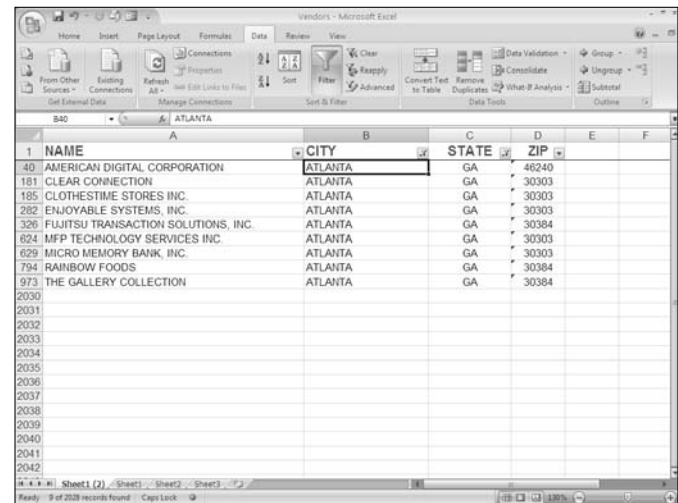 Vendors - Microsoft Excel
Home Insert Page Layout Formulas Data Review View
From Other Sources
Existing Connections
Refresh All
Connections
Properties
Edit Links to Files
Sort
Filter
Clear
Reapply
Advanced
Convert Text to Table
Remove Duplicates
Data Validation
Consolidate
What-If Analysis
Group
Ungroup
Subtotal
Get External Data Manage Connections Sort & Filter Data Tools Outline
B40 fx ATLANTA
A B C D E F
1 NAME CITY STATE ZIP
40 AMERICAN DIGITAL CORPORATION ATLANTA GA 46240
181 CLEAR CONNECTION ATLANTA GA 30303
185 CLOTHESTIME STORES INC. ATLANTA GA 30303
282 ENJOYABLE SYSTEMS, INC. ATLANTA GA 30303
326 FUJITSU TRANSACTION SOLUTIONS, INC. ATLANTA GA 30384
624 MFP TECHNOLOGY SERVICES INC. ATLANTA GA 30303
629 MICRO MEMORY BANK, INC. ATLANTA GA 30303
794 RAINBOW FOODS ATLANTA GA 30384
973 THE GALLERY COLLECTION ATLANTA GA 30384
2030
2031
2032
2033
2034
2035
2036
2037
2038
2039
2040
2041
2042
Sheet1 (2) Sheet1 Sheet2 Sheet3
Ready 9 of 2028 records found Caps Lock 130%